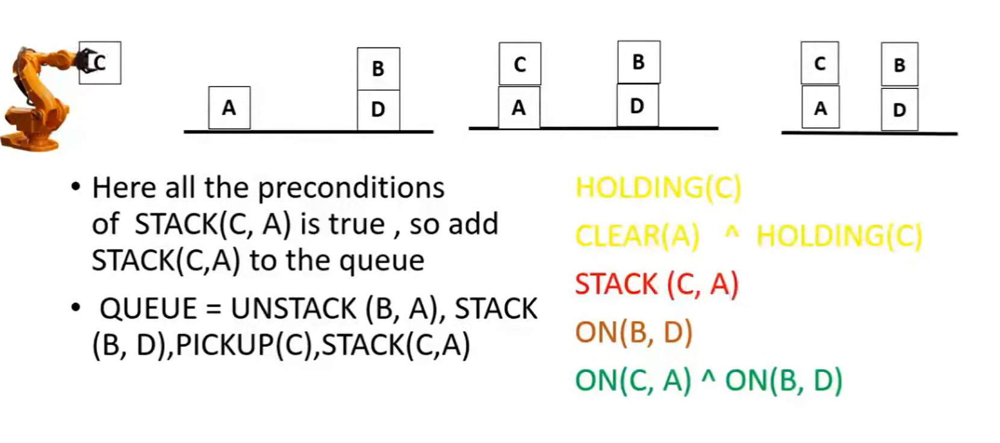 C
A
B
D
C
A
B
D
C
A
B
D
• Here all the preconditions
of STACK(C, A) is true , so add
STACK(C,A) to the queue
• QUEUE = UNSTACK (B, A), STACK
(B, D),PICKUP(C),STACK(C,A)
HOLDING(C)
CLEAR(A) ^ HOLDING(C)
STACK (C, A)
ON(B, D)
ON(C, A) ^ ON(B, D)